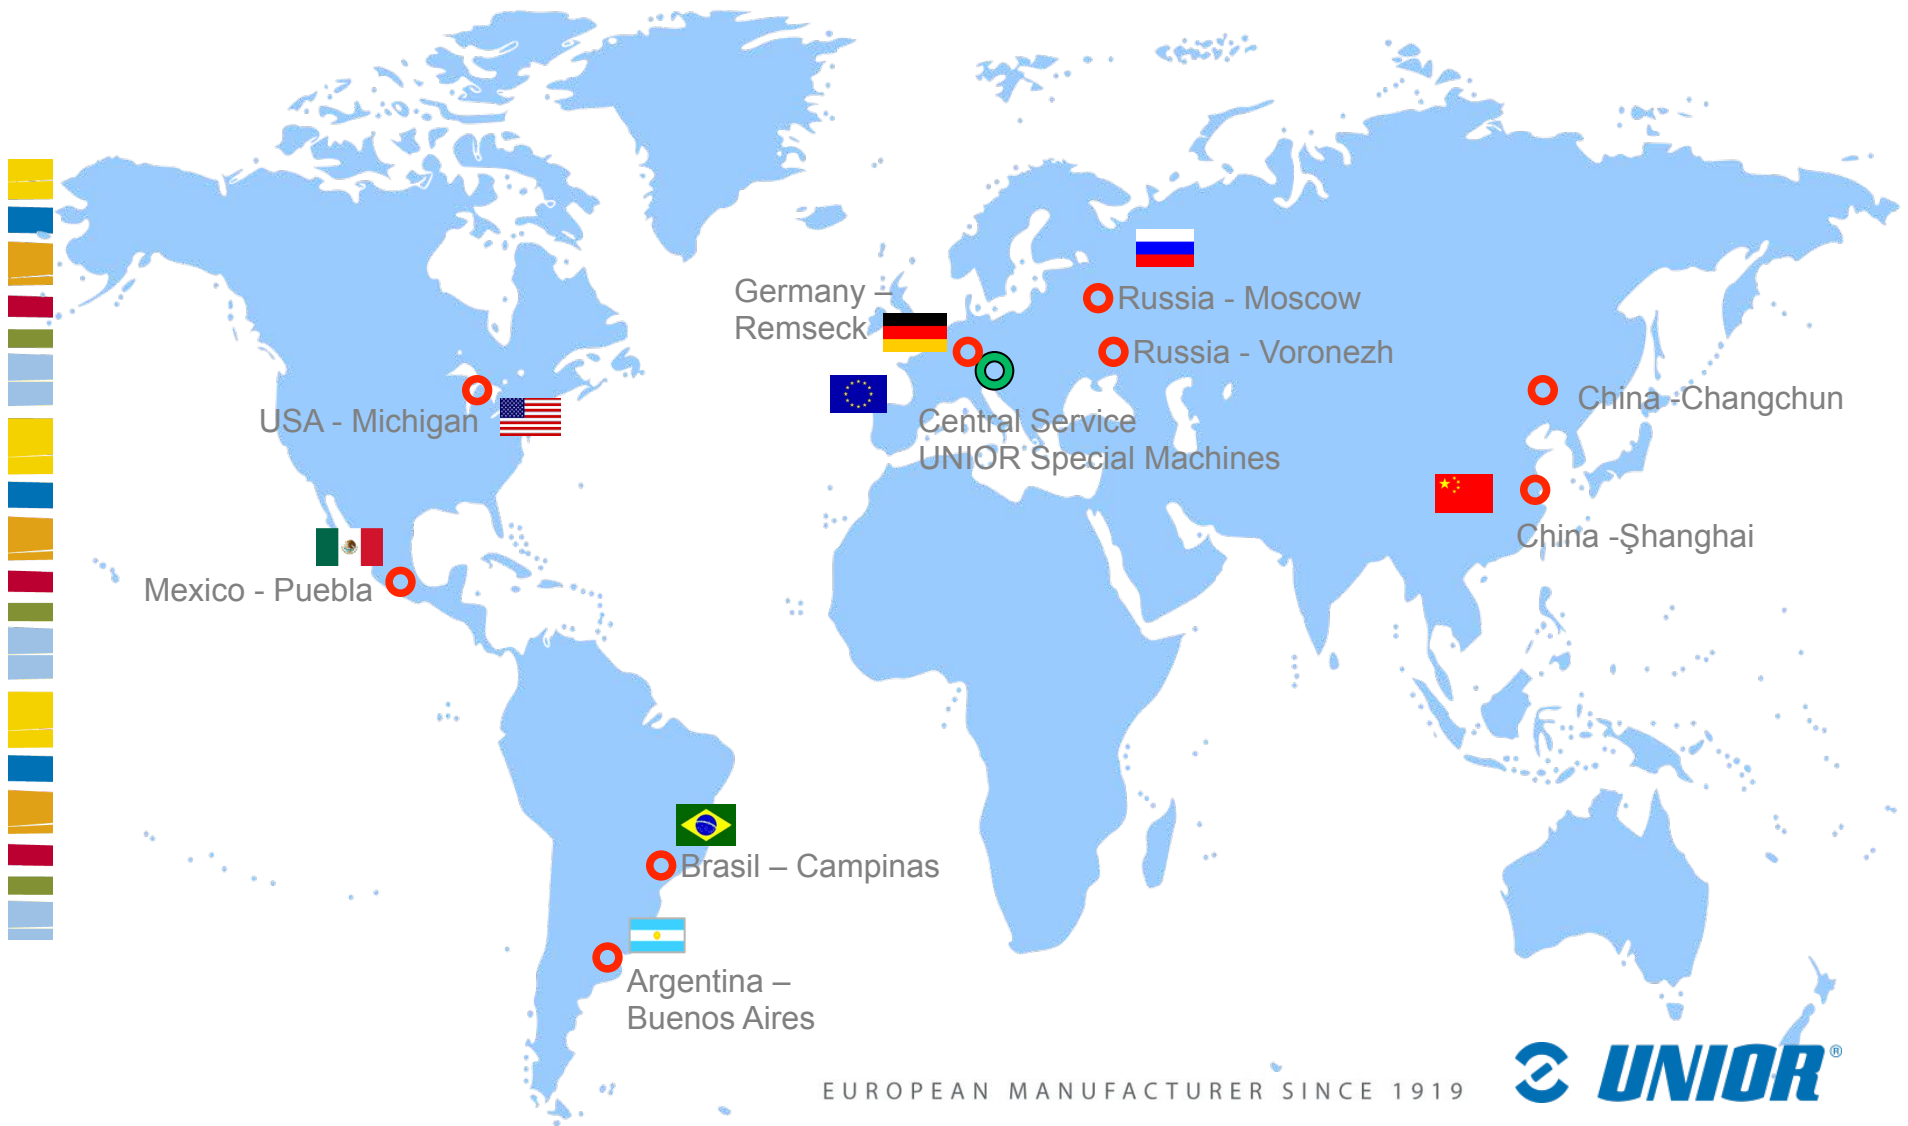 Germany –
Remseck
Russia - Moscow
Russia - Voronezh
USA - Michigan
Central Service
UNIOR Special Machines
China -Changchun
China -Şhanghai
Mexico - Puebla
Brasil – Campinas
Argentina –
Buenos Aires
EUROPEAN MANUFACTURER SINCE 1919
UNIOR®